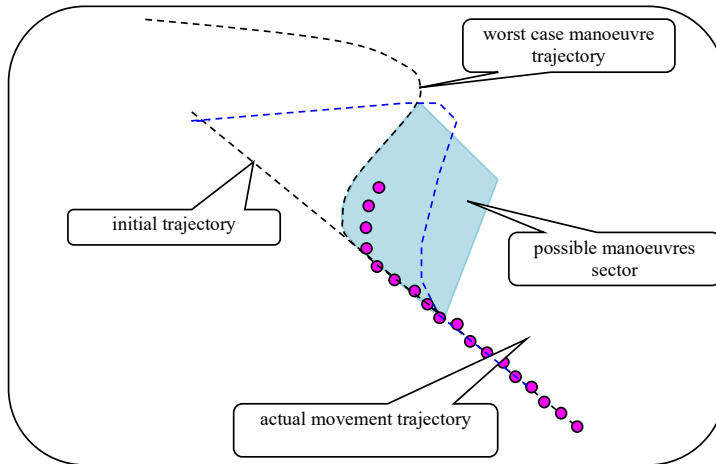 worst case manoeuvre
trajectory
initial trajectory
possible manoeuvres
sector
actual movement trajectory